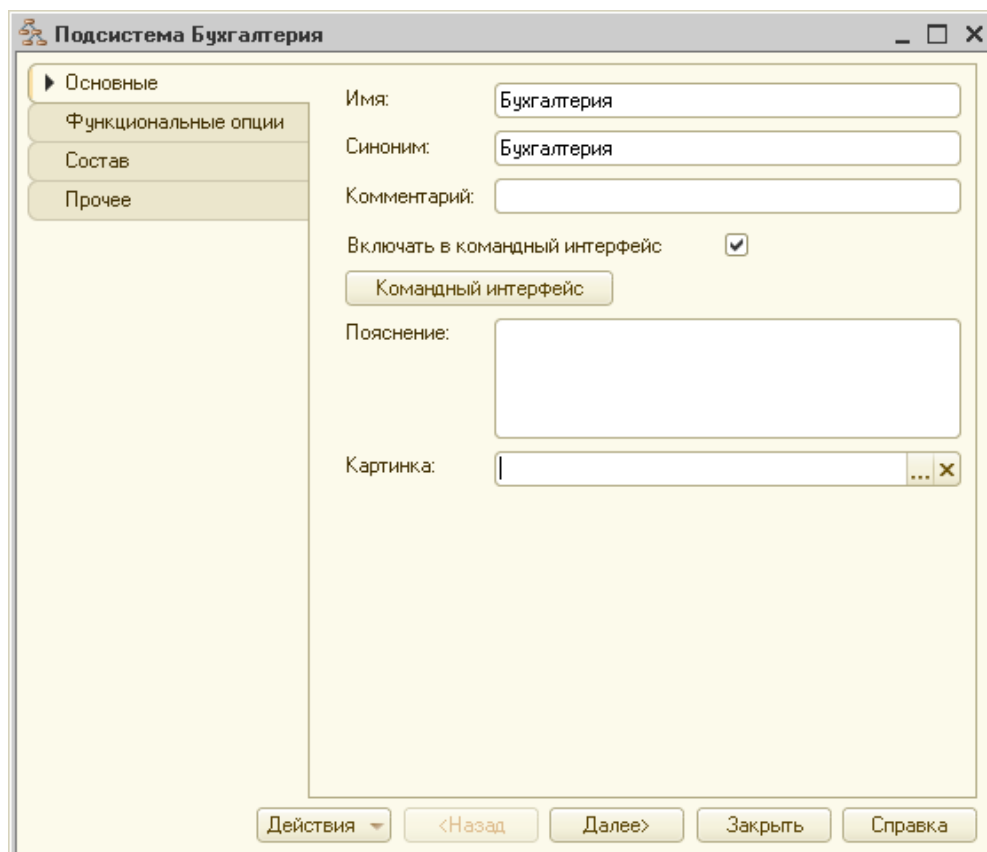 Подсистема Бухгалтерия
Основные
Функциональные опции
Состав
Прочее
Имя: Бухгалтерия
Синоним: Бухгалтерия
Комментарий:
Включать в командный интерфейс
Командный интерфейс
Пояснение:
Картинка: ...
Действия <Назад Далее> Закрыть Справка